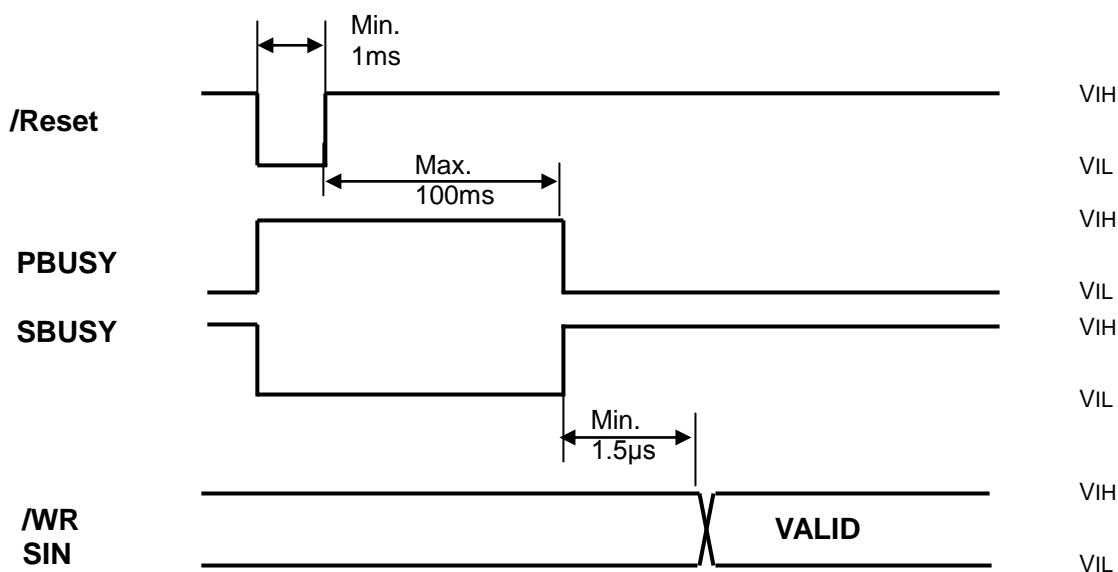 Min.
1ms
/Reset
VIH
VIL
Max.
100ms
PBUSY
VIH
VIL
SBUSY
VIH
VIL
Min.
1.5µs
/WR
SIN
VALID
VIH
VIL